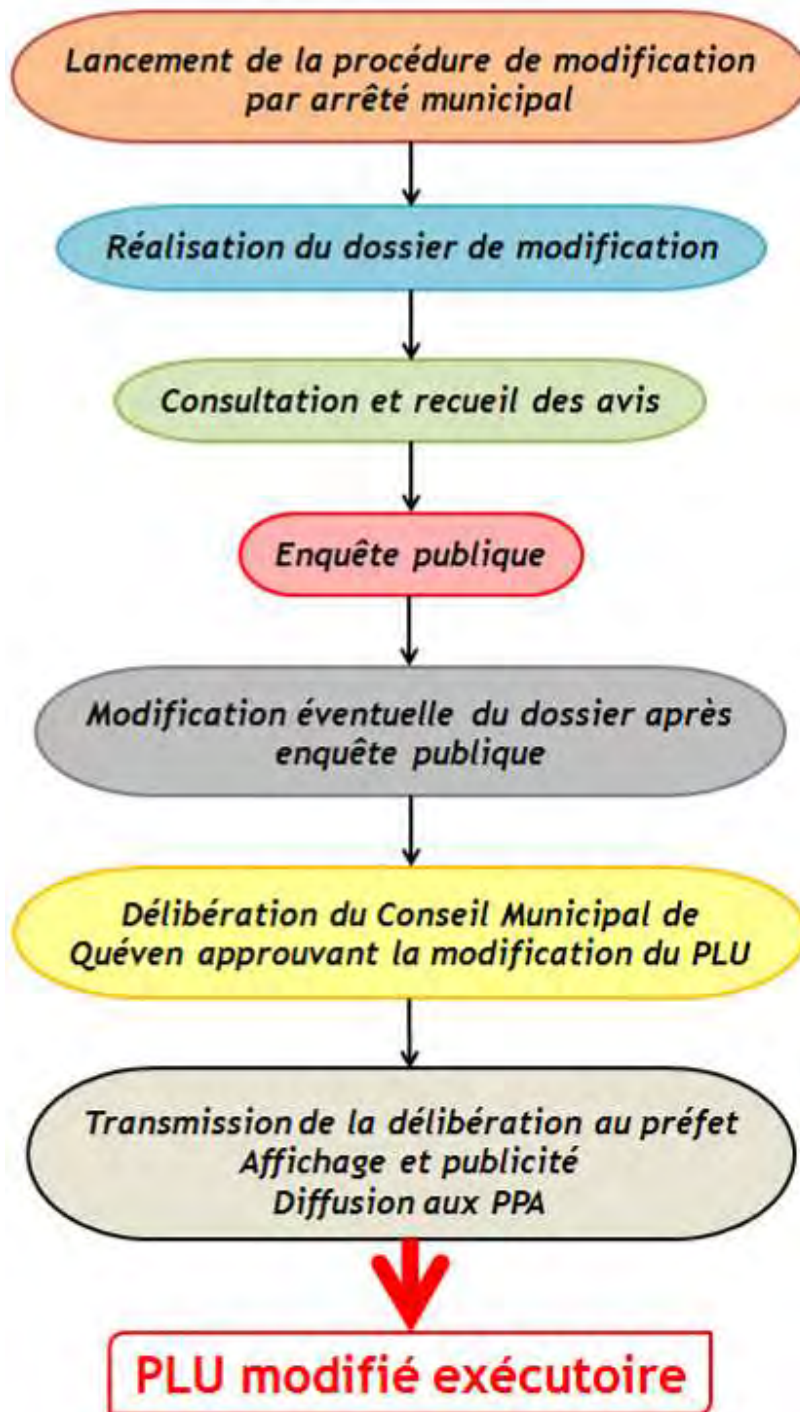 Lancement de la procédure de modification
par arrêté municipal
Réalisation du dossier de modification
Consultation et recueil des avis
Enquête publique
Modification éventuelle du dossier après
enquête publique
Délibération du Conseil Municipal de
Quéven approuvant la modification du PLU
Transmission de la délibération au préfet
Affichage et publicité
Diffusion aux PPA
PLU modifié exécutoire